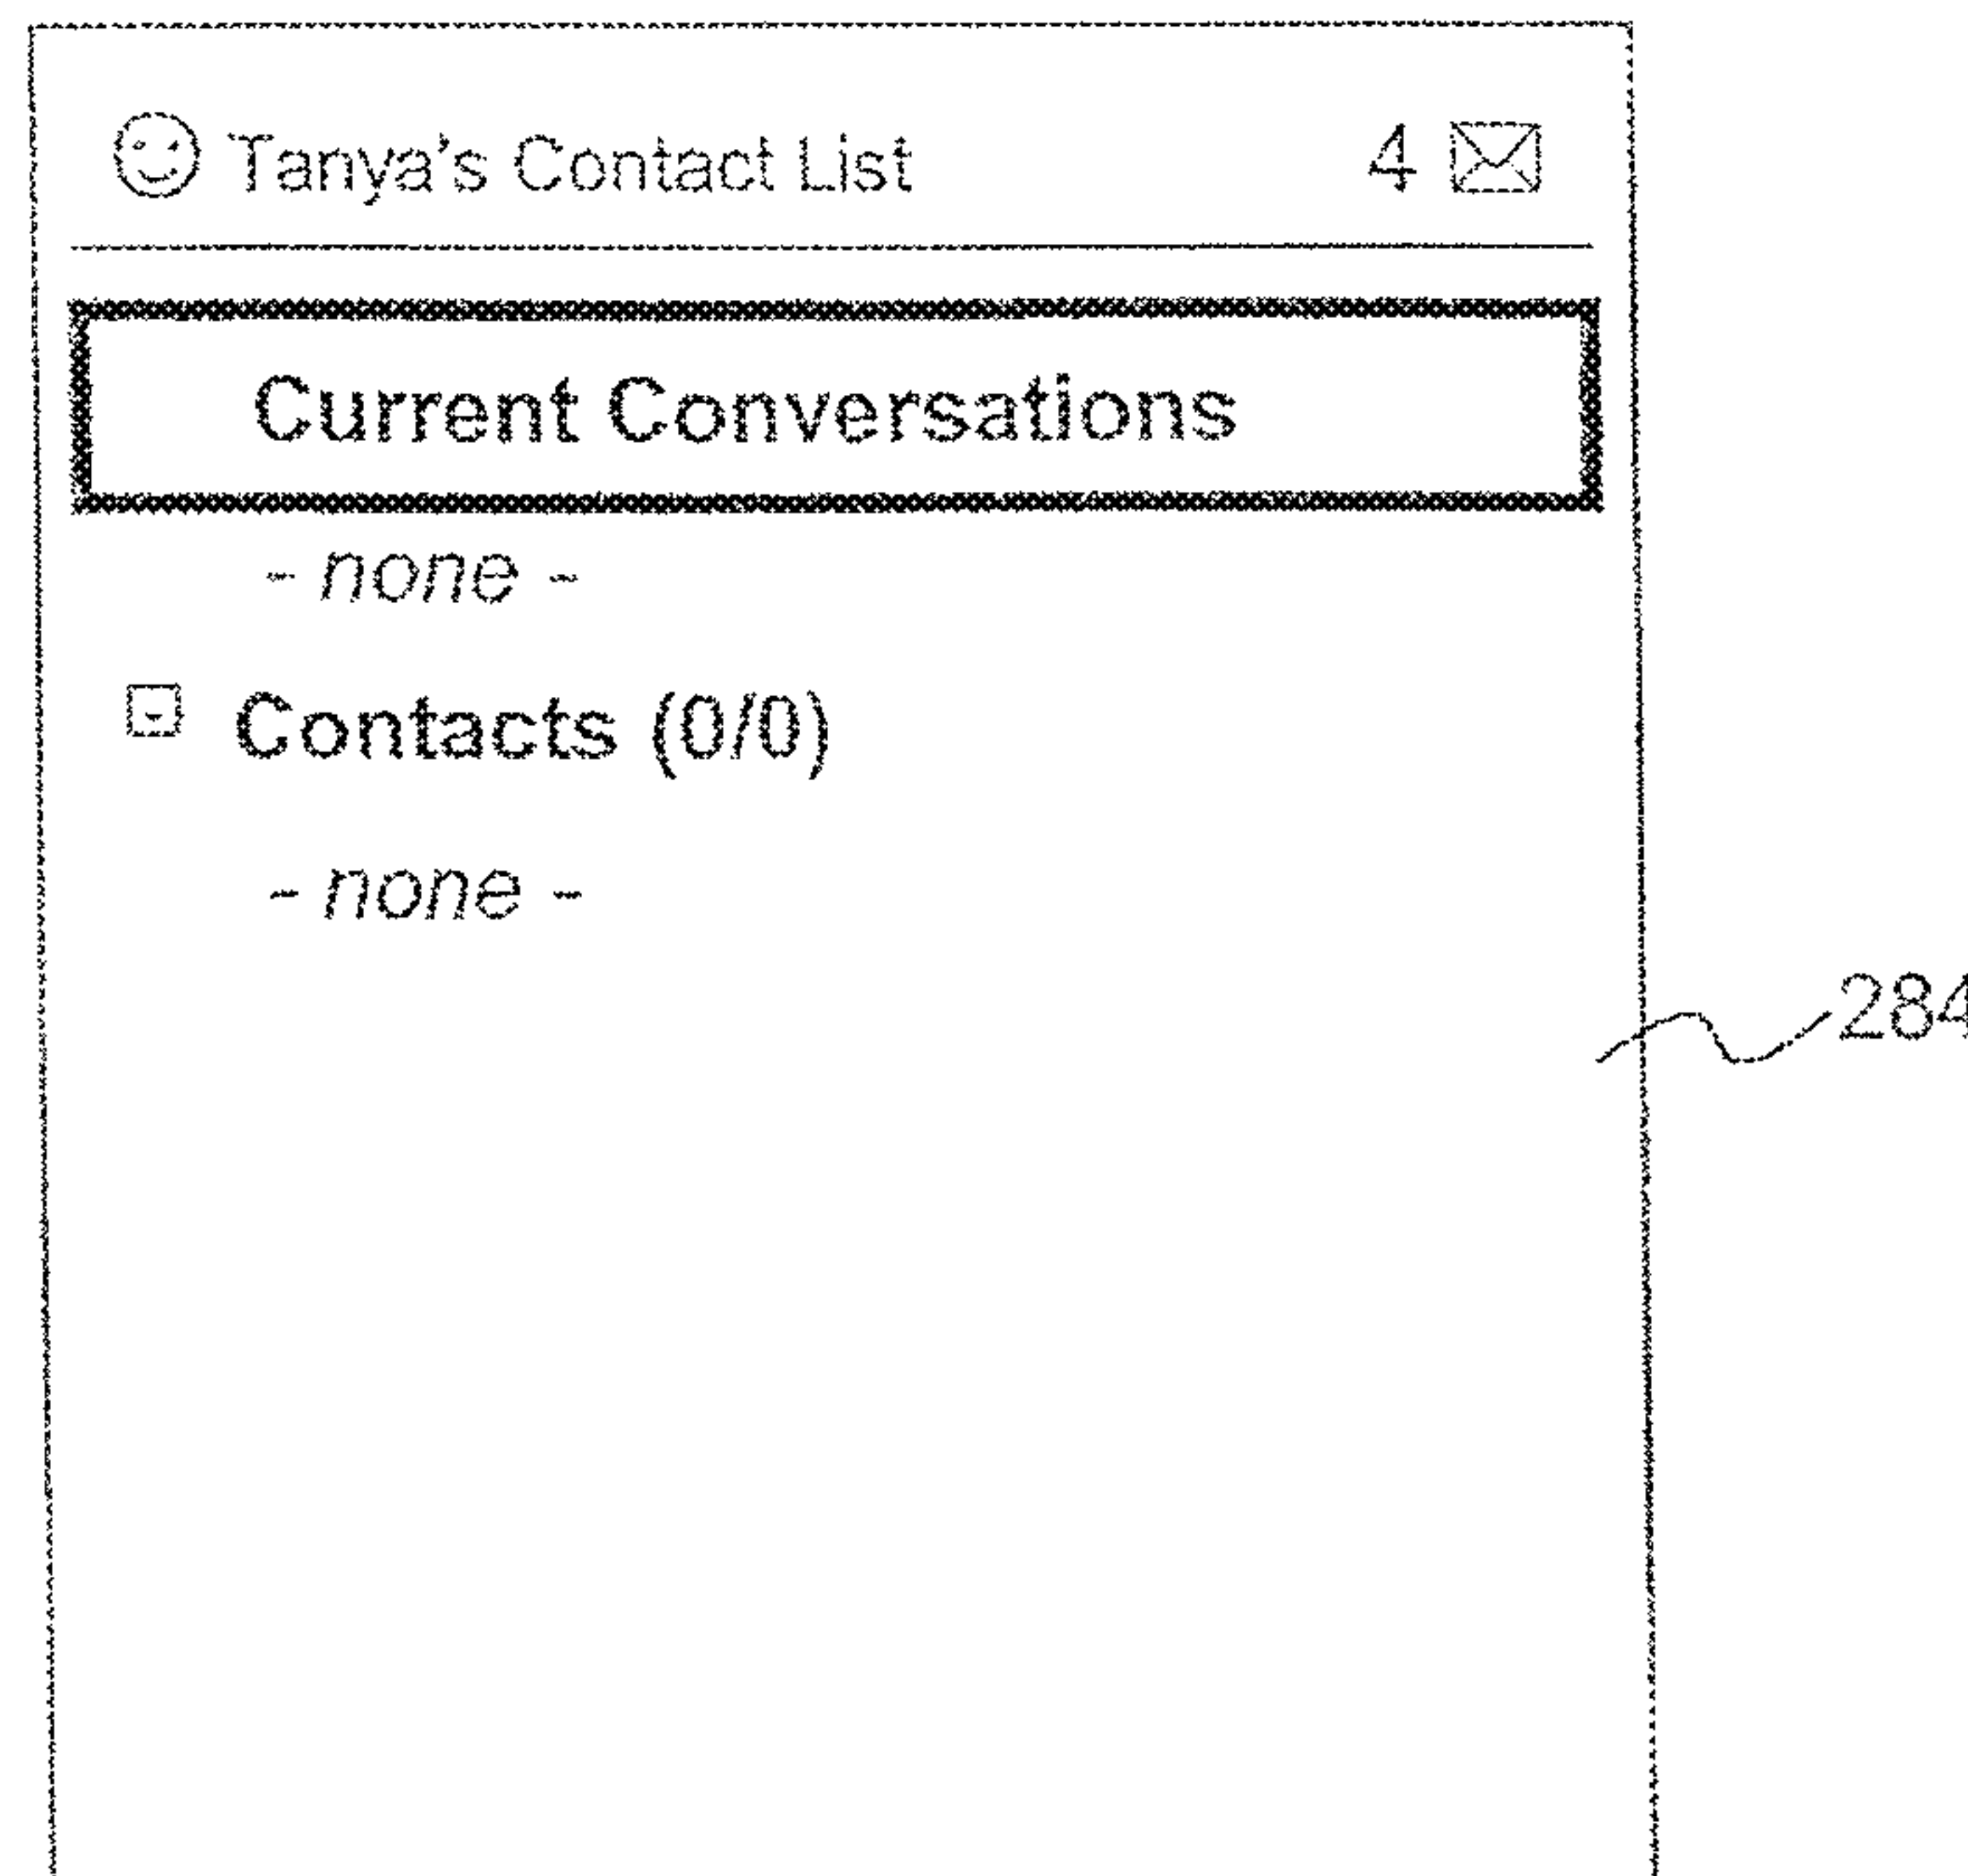 Tanya's Contact List 4
Current Conversations
- none -
Contacts (0/0)
- none -
284